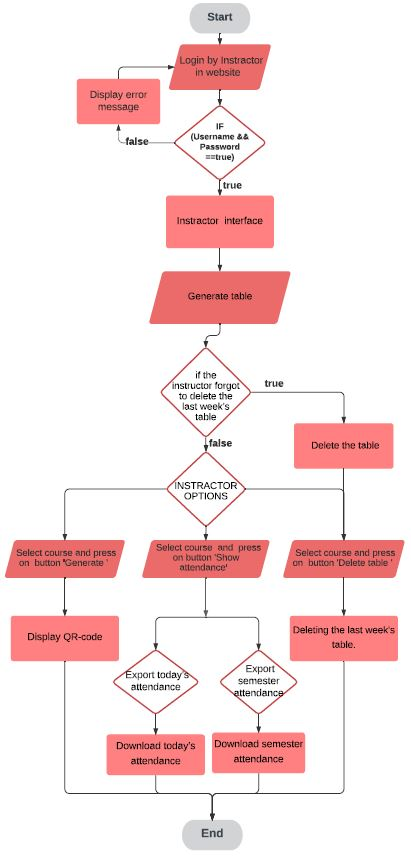 Start
Login by Instractor
in website
Display error
message
IF
(Username &&
Password
==true)
false
true
Instractor interface
Generate table
if the
instructor forgot
to delete the
last week's
table
true
false
Delete the table
INSTRACTOR
OPTIONS
Select course and press
on button 'Generate '
Select course and press
on button 'Show
attendance'
Select course and press
on button 'Delete table '
Display QR-code
Deleting the last week's
table.
Export today's
attendance
Export
semester
attendance
Download today's
attendance
Download semester
attendance
End